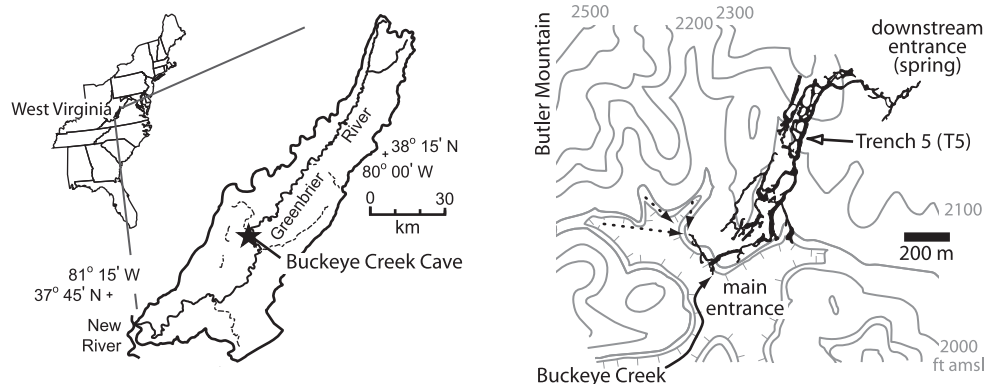 West Virginia
River
Greenbrier
+ 38° 15' N
80° 00' W
0 30
km
Buckeye Creek Cave
81° 15' W
37° 45' N +
New
River
Butler Mountain
2500
2200
2300
downstream
entrance
(spring)
Trench 5 (T5)
2100
200 m
main
entrance
2000
ft amsl
Buckeye Creek